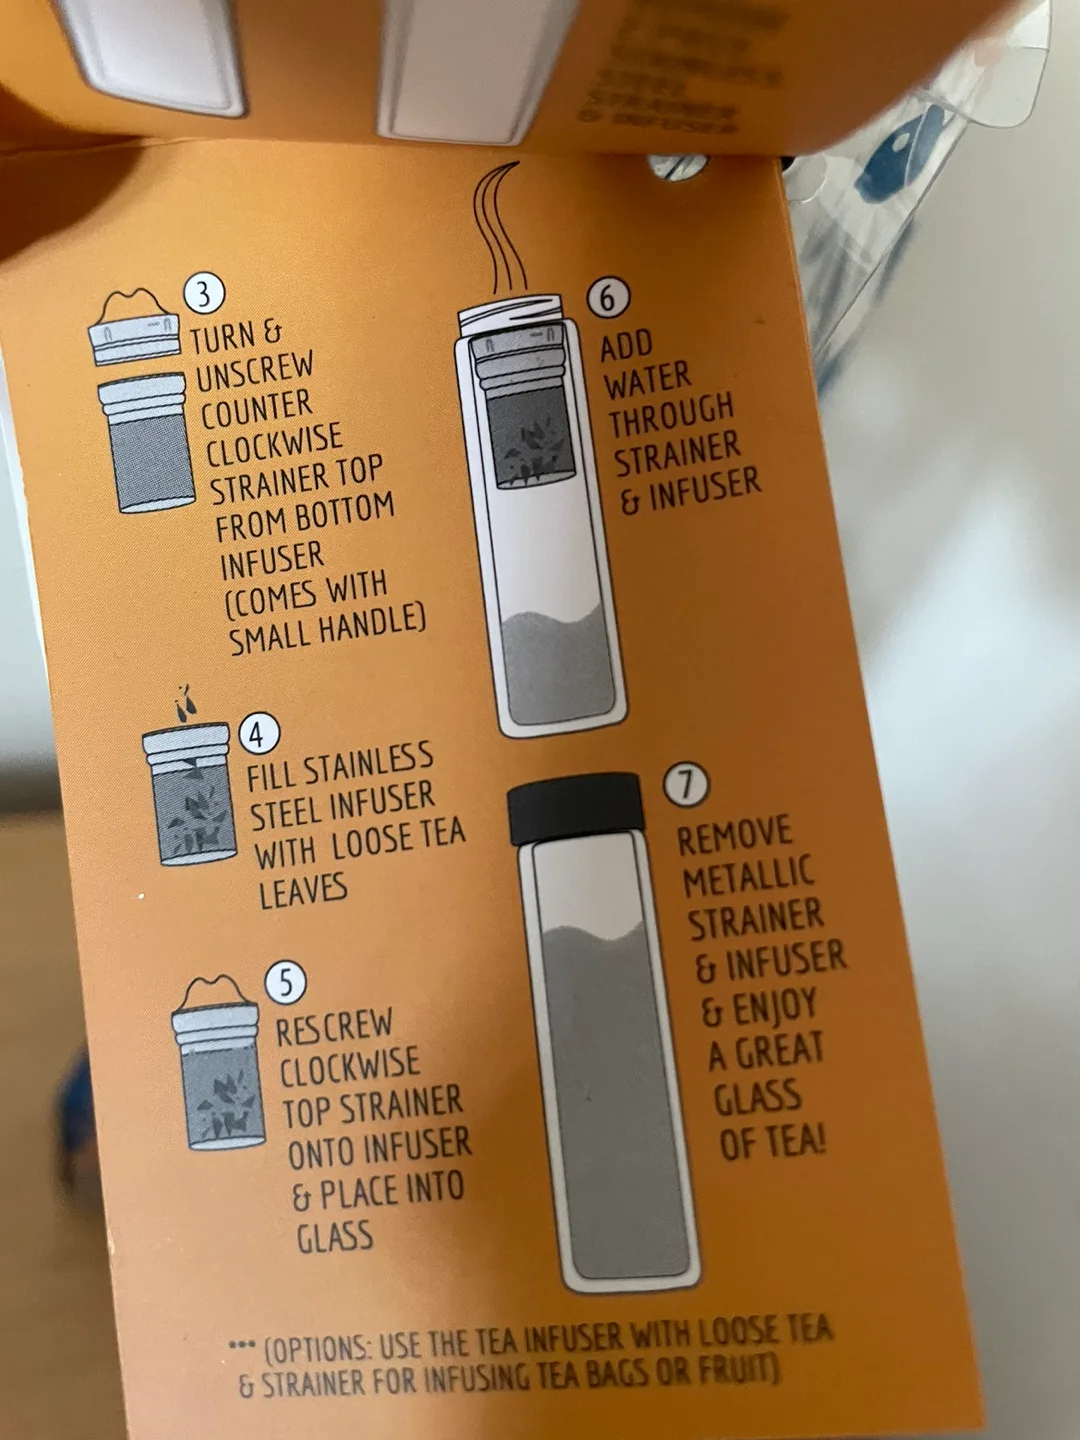 STEEL
STRAINER
& INFUSER
3
TURN &
UNSCREW
COUNTER
CLOCKWISE
STRAINER TOP
FROM BOTTOM
INFUSER
(COMES WITH
SMALL HANDLE)
4
FILL STAINLESS
STEEL INFUSER
WITH LOOSE TEA
LEAVES
5
RESCREW
CLOCKWISE
TOP STRAINER
ONTO INFUSER
& PLACE INTO
GLASS
6
ADD
WATER
THROUGH
STRAINER
& INFUSER
7
REMOVE
METALLIC
STRAINER
& INFUSER
& ENJOY
A GREAT
GLASS
OF TEA!
*** (OPTIONS: USE THE TEA INFUSER WITH LOOSE TEA
& STRAINER FOR INFUSING TEA BAGS OR FRUIT)